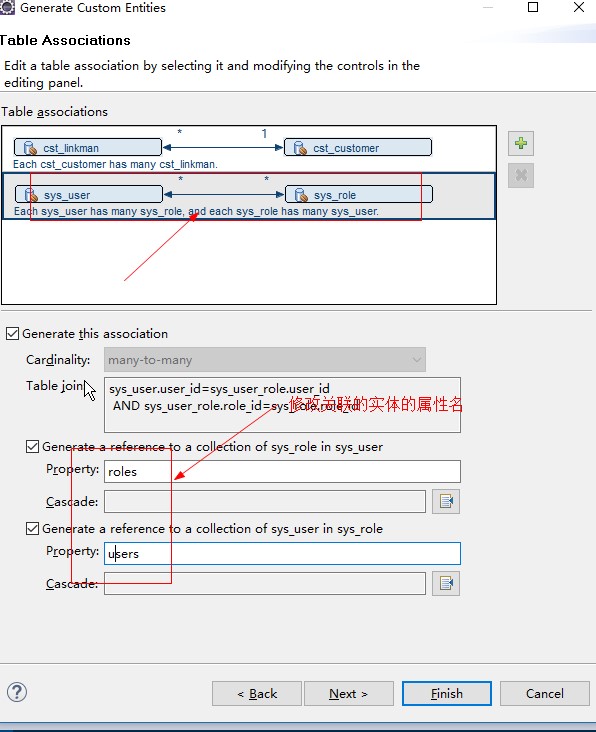 Generate Custom Entities
Table Associations
Edit a table association by selecting it and modifying the controls in the
editing panel.
Table associations
* 1
cst_linkman cst_customer
Each cst_customer has many cst_linkman.
* *
sys_user sys_role
Each sys_user has many sys_role, and each sys_role has many sys_user.
Generate this association
Cardinality: many-to-many
Table join: sys_user.user_id=sys_user_role.user_id
AND sys_user_role.role_id=sys_role.role_id
修改关联的实体的属性名
Generate a reference to a collection of sys_role in sys_user
Property: roles
Cascade:
Generate a reference to a collection of sys_user in sys_role
Property: users
Cascade:
? < Back Next > Finish Cancel